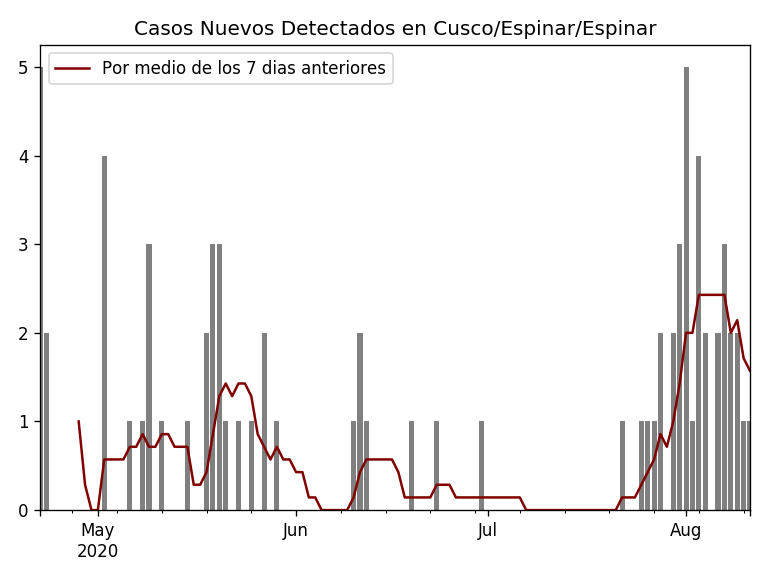 Casos Nuevos Detectados en Cusco/Espinar/Espinar
Por medio de los 7 dias anteriores
5
4
3
2
1
0
May Jun Jul Aug
2020